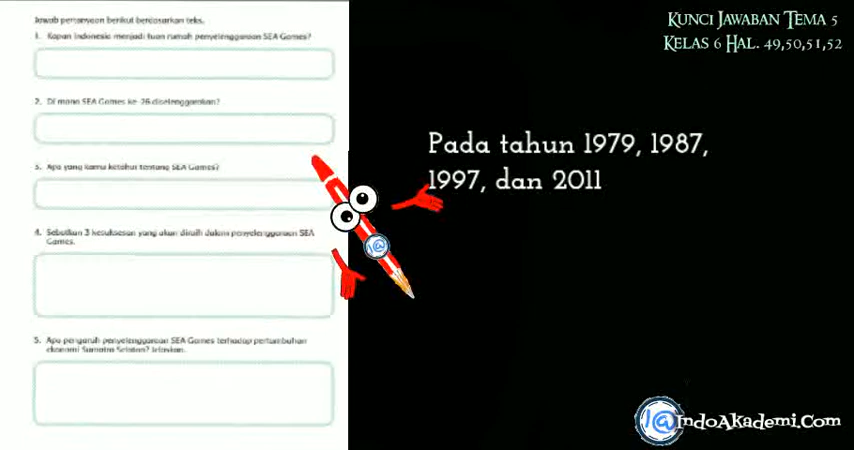 Jawab pertanyaan berikut berdasarkan teks.
1. Kapan Indonesia menjadi tuan rumah penyelenggaraan SEA Games?
2. Di mana SEA Games ke-26 diselenggarakan?
3. Apa yang kamu ketahui tentang SEA Games?
4. Sebutkan 3 kesuksesan yang akan diraih dalam penyelenggaraan SEA
Games.
5. Apa pengaruh penyelenggaraan SEA Games terhadap pertumbuhan
ekonomi Sumatra Selatan? Jelaskan.
Kunci Jawaban Tema 5
Kelas 6 Hal. 49,50,51,52
Pada tahun 1979, 1987,
1997, dan 2011
1@
1@ IndoAkademi.Com